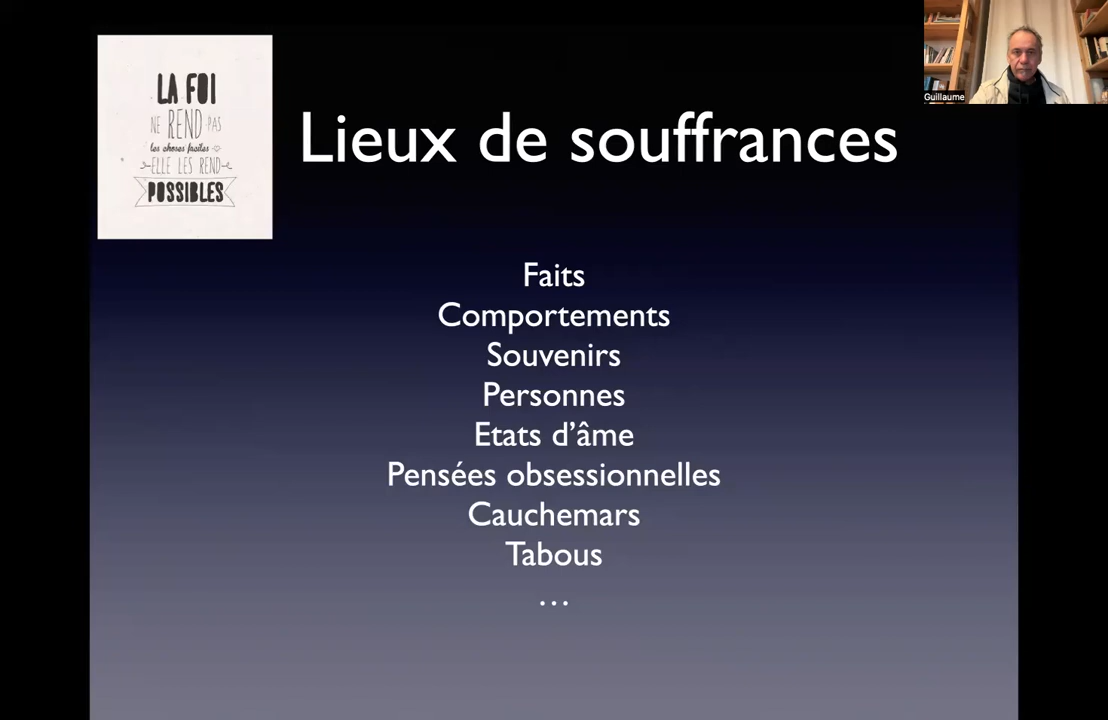 LA FOI
NE REND PAS
les choses faciles
ELLE LES REND
POSSIBLES
Lieux de souffrances
Guillaume
Faits
Comportements
Souvenirs
Personnes
Etats d’âme
Pensées obsessionnelles
Cauchemars
Tabous
…